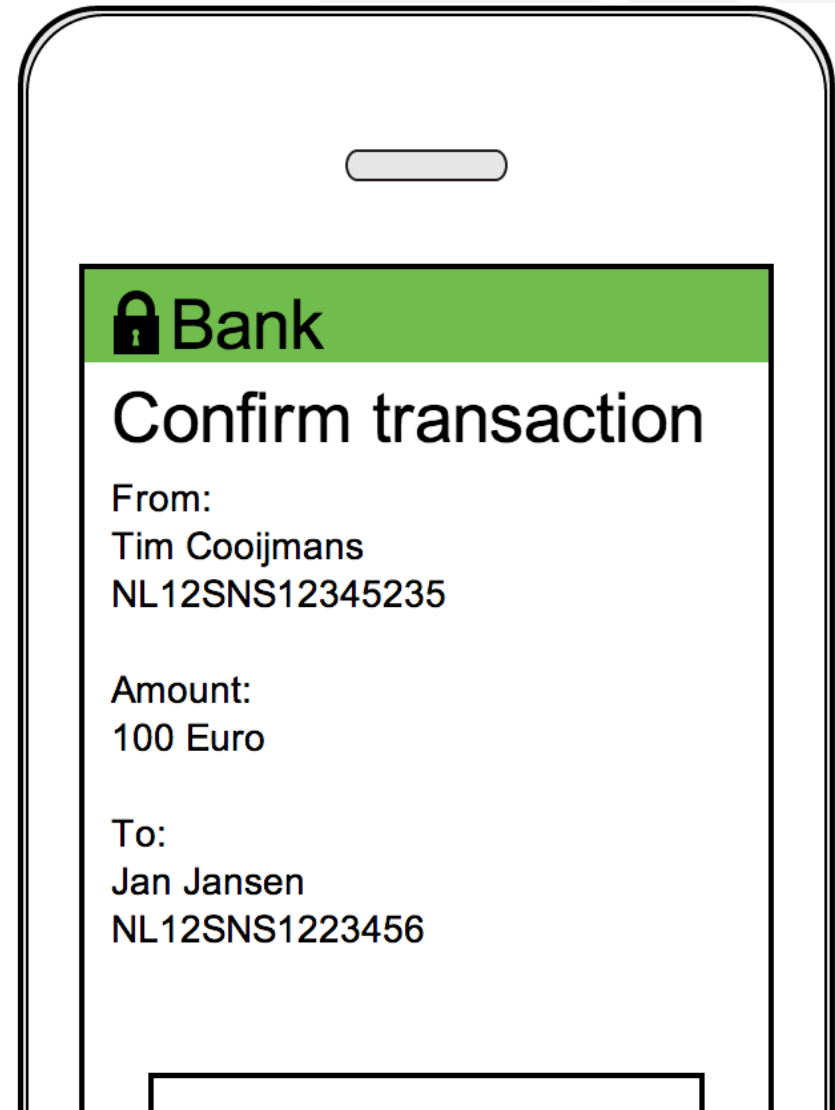 Bank
Confirm transaction
From:
Tim Cooijmans
NL12SNS12345235
Amount:
100 Euro
To:
Jan Jansen
NL12SNS1223456